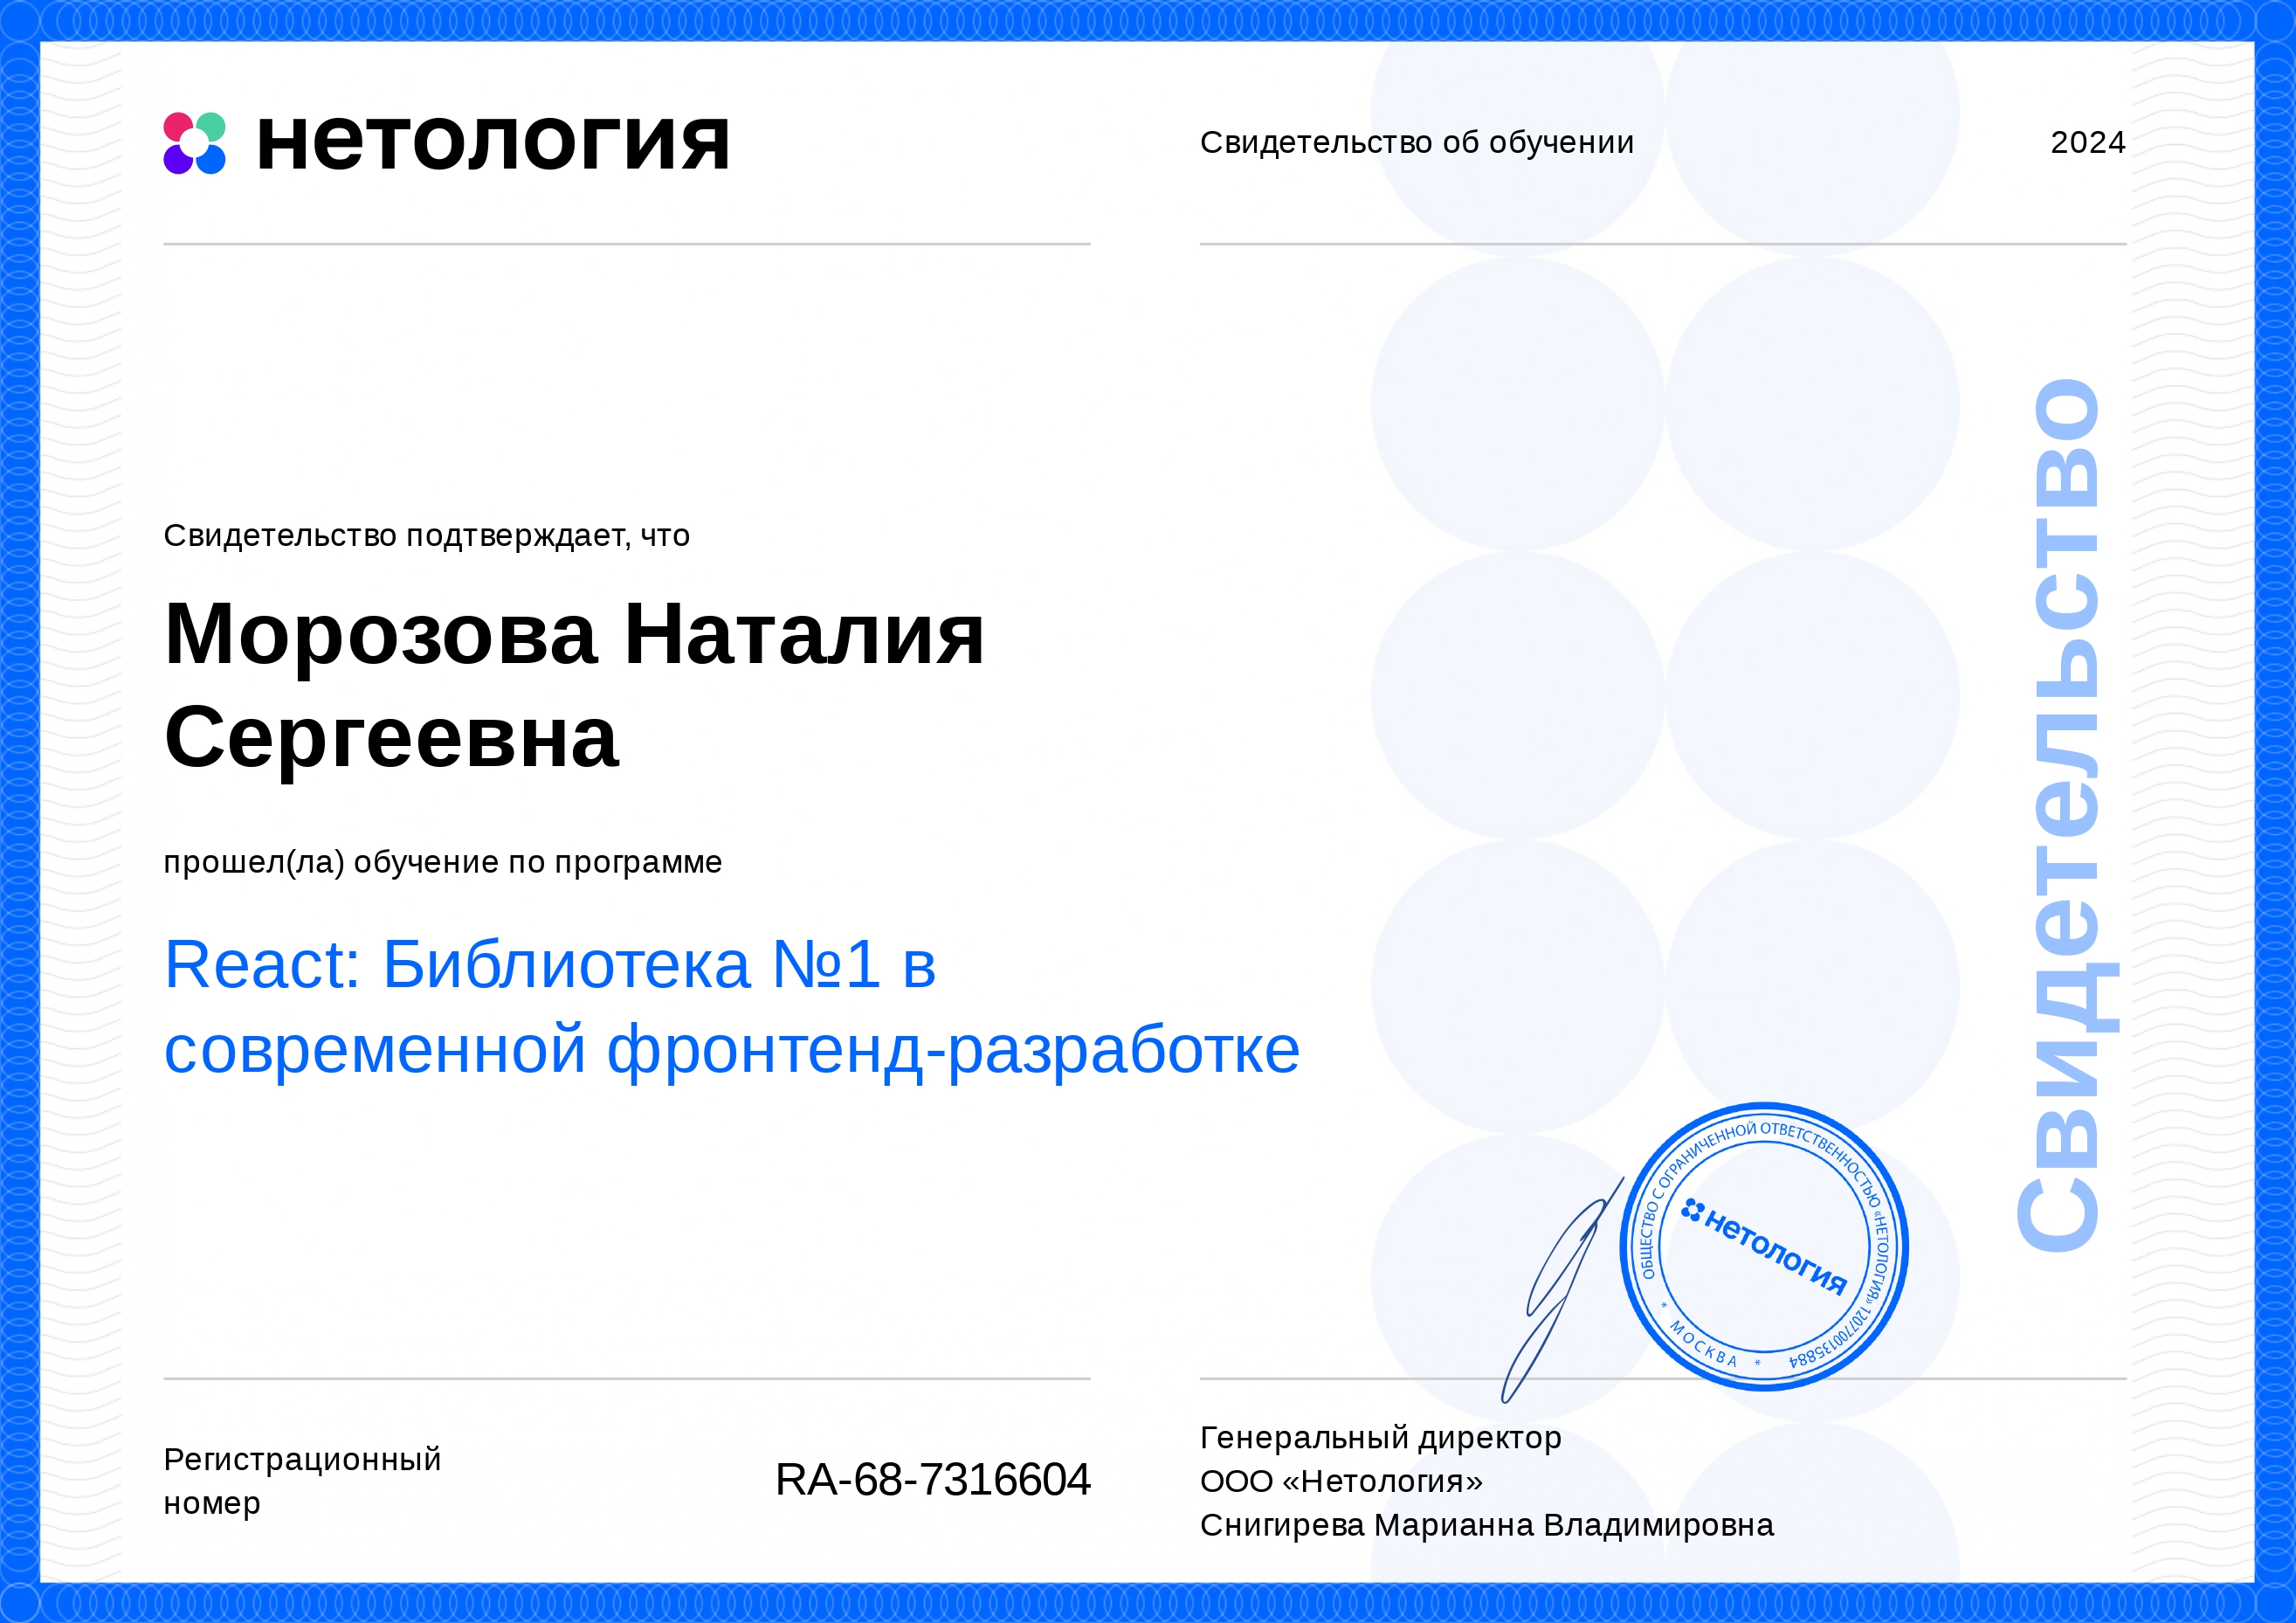 нетология
Свидетельство об обучении
2024
Свидетельство подтверждает, что
Морозова Наталия
Сергеевна
прошел(ла) обучение по программе
React: Библиотека №1 в
современной фронтенд-разработке
Свидетельство
ОБЩЕСТВО С ОГРАНИЧЕННОЙ ОТВЕТСТВЕННОСТЬЮ «НЕТОЛОГИЯ» 1207700135884
* МОСКВА *
нетология
Регистрационный
номер
RA-68-7316604
Генеральный директор
ООО «Нетология»
Снигирева Марианна Владимировна